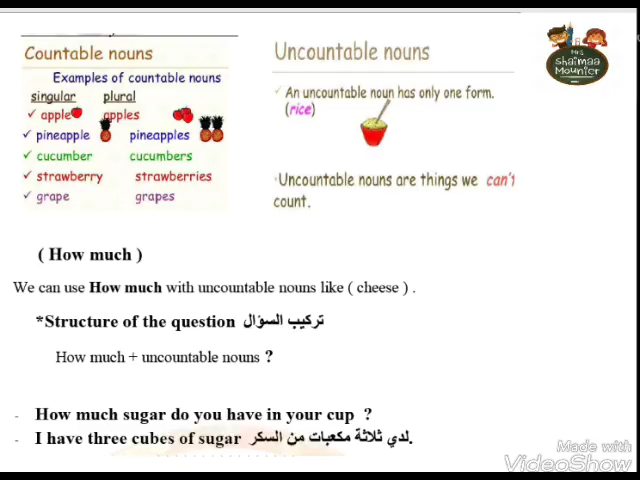 Countable nouns
Examples of countable nouns
singular plural
✓ apple apples
✓ pineapple pineapples
✓ cucumber cucumbers
✓ strawberry strawberries
✓ grape grapes
Uncountable nouns
✓ An uncountable noun has only one form.
(rice)
Uncountable nouns are things we can't
count.
Mrs
Shaimaa
Mounier
( How much )
We can use How much with uncountable nouns like ( cheese ) .
*Structure of the question تركيب السؤال
How much + uncountable nouns ?
- How much sugar do you have in your cup ?
- I have three cubes of sugar لدي ثلاثة مكعبات من السكر.
Made with
VideoShow